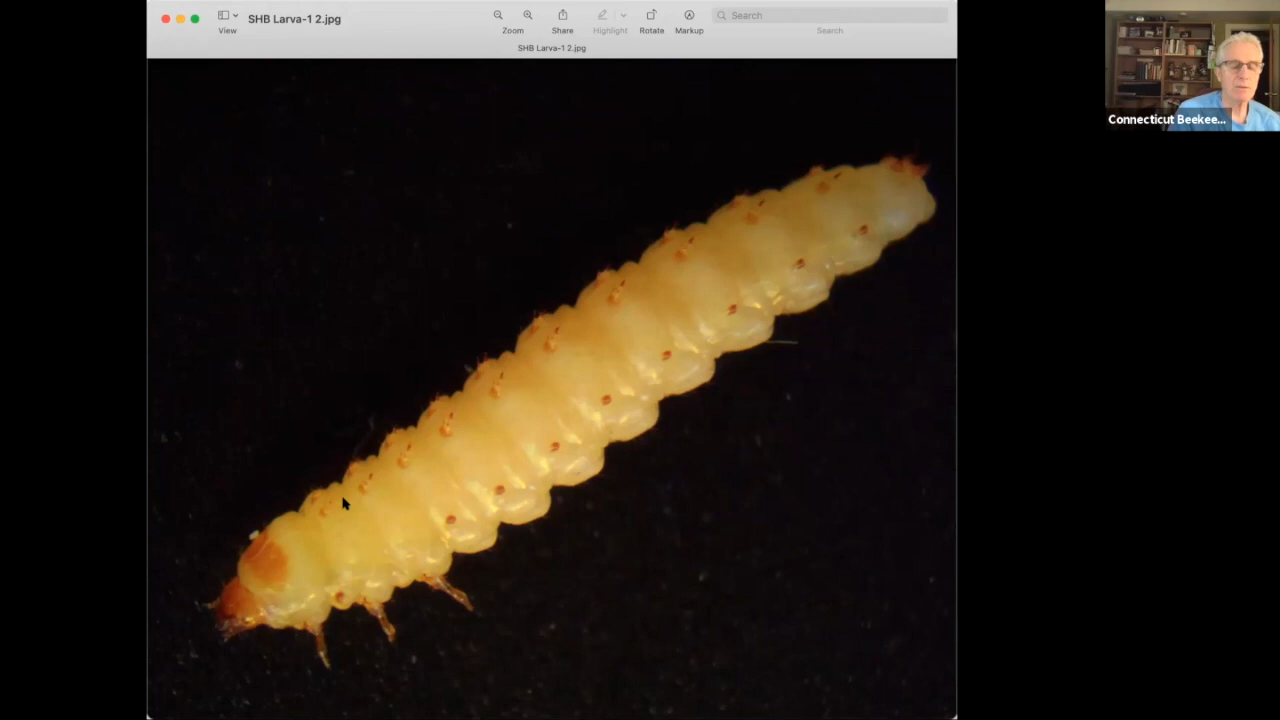 SHB Larva-1 2.jpg
View
Zoom
Share
Highlight
Rotate
Markup
Search
Search
SHB Larva-1 2.jpg
Connecticut Beekee...